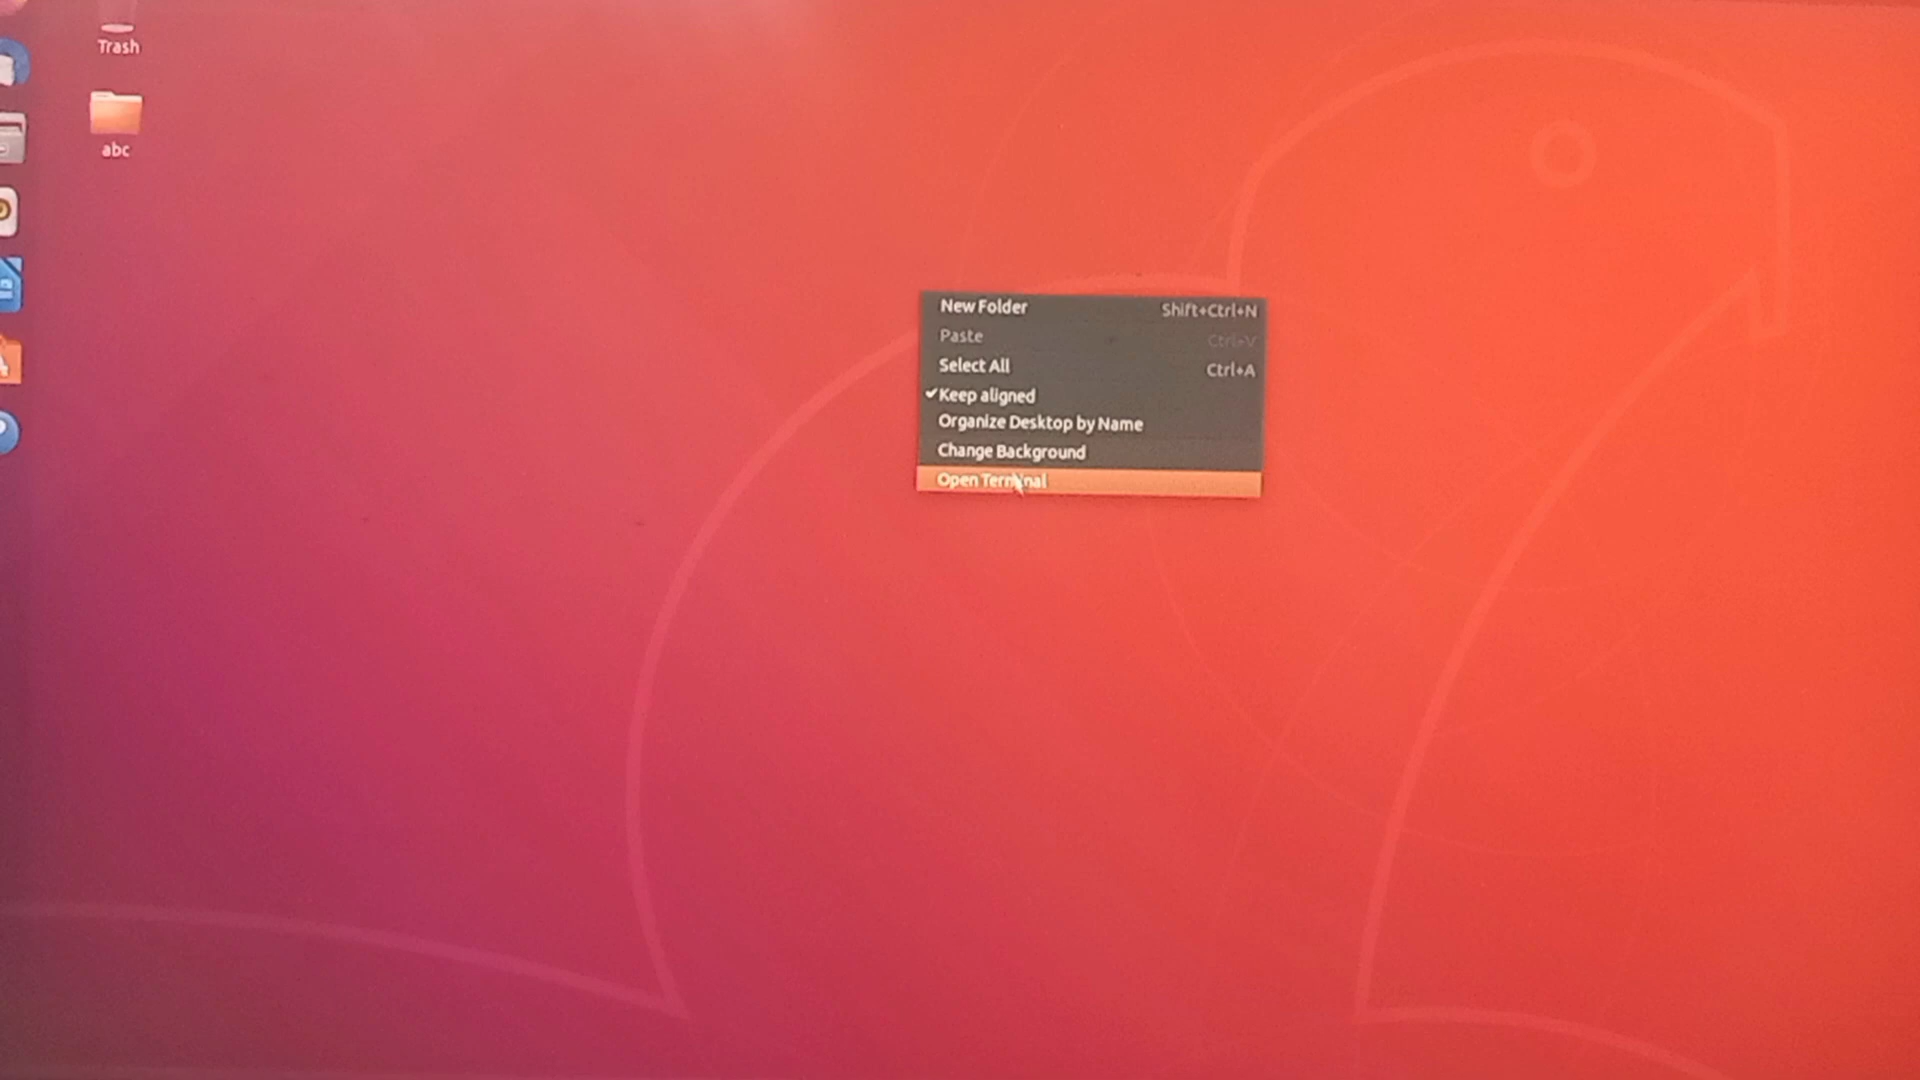 Trash
abc
New Folder Shift+Ctrl+N
Paste Ctrl+V
Select All Ctrl+A
✔Keep aligned
Organize Desktop by Name
Change Background
Open Terminal